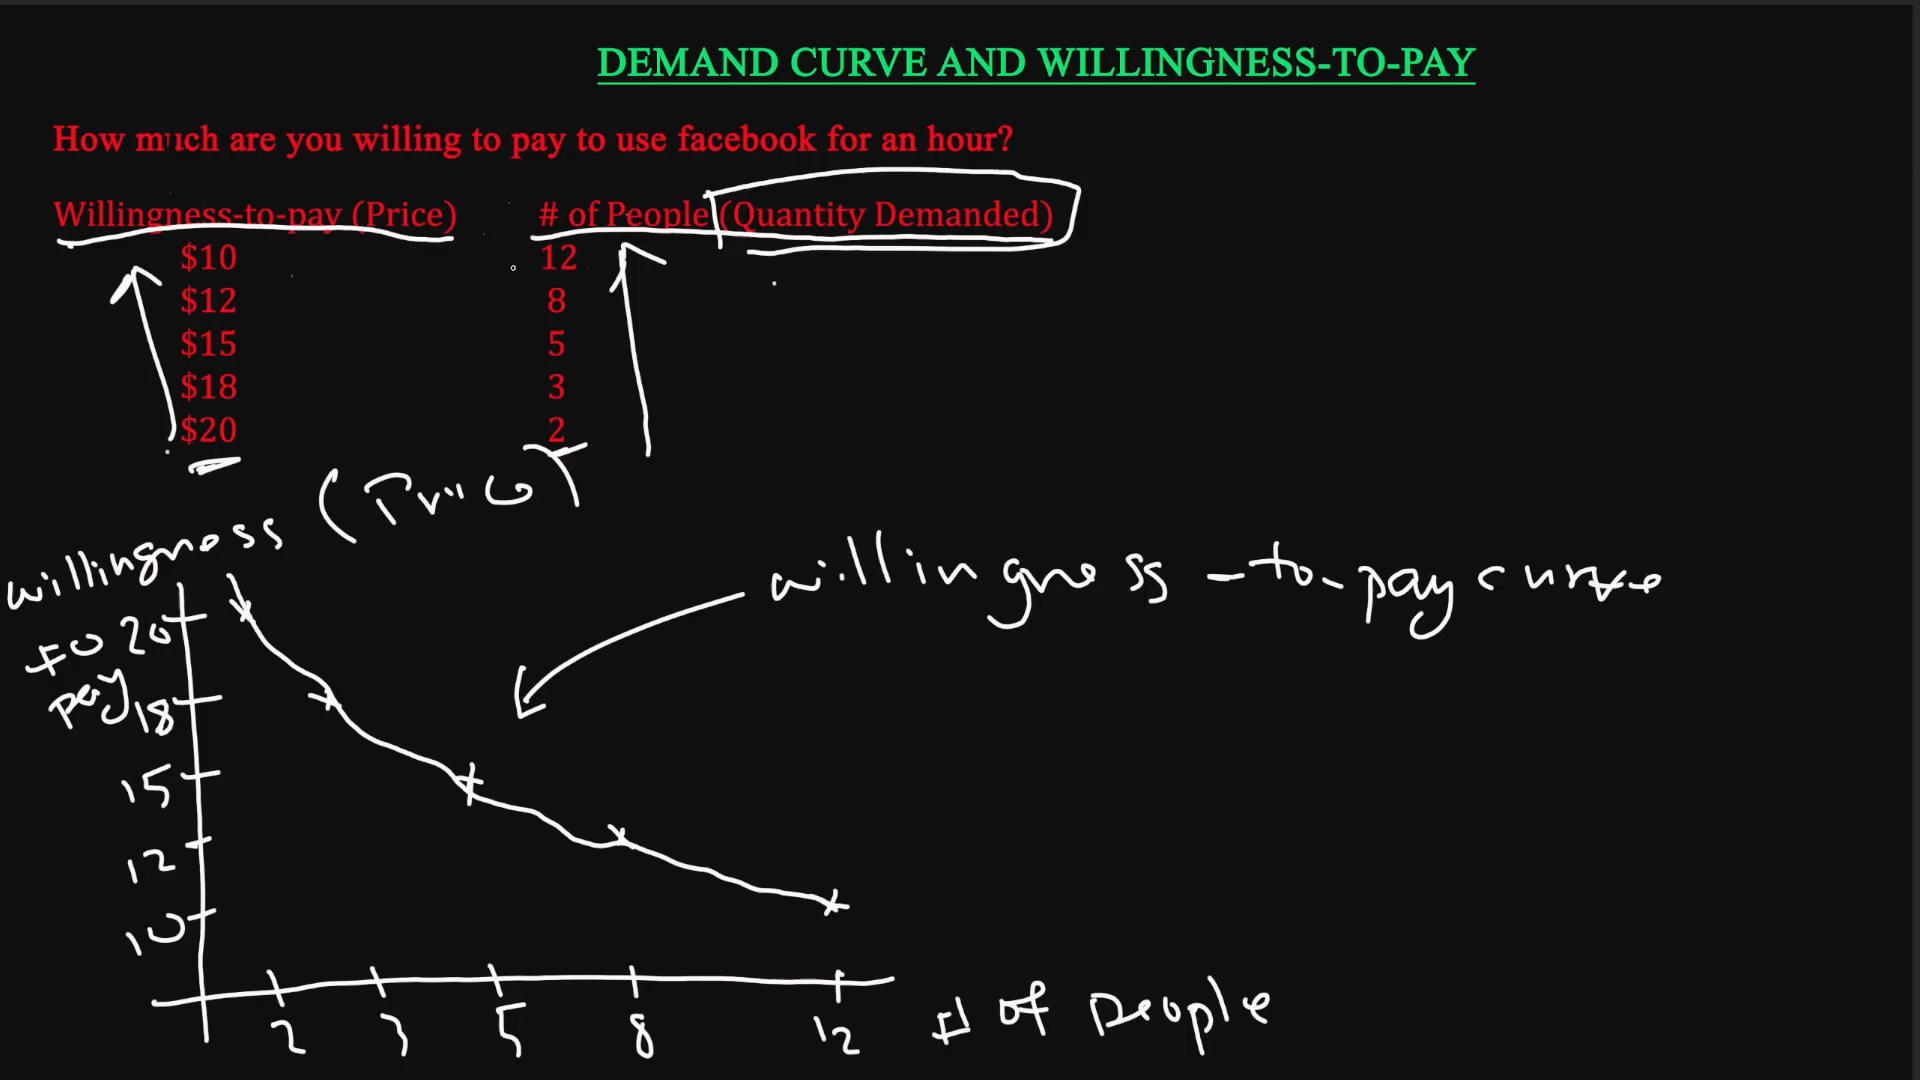 DEMAND CURVE AND WILLINGNESS-TO-PAY
How much are you willing to pay to use facebook for an hour?
Willingness-to-pay (Price) # of People (Quantity Demanded)
$10 12
$12 8
$15 5
$18 3
$20 2
(Price)
willingness
to
pay
willingness-to-pay curve
20
18
15
12
10
2 3 5 8 12
# of People